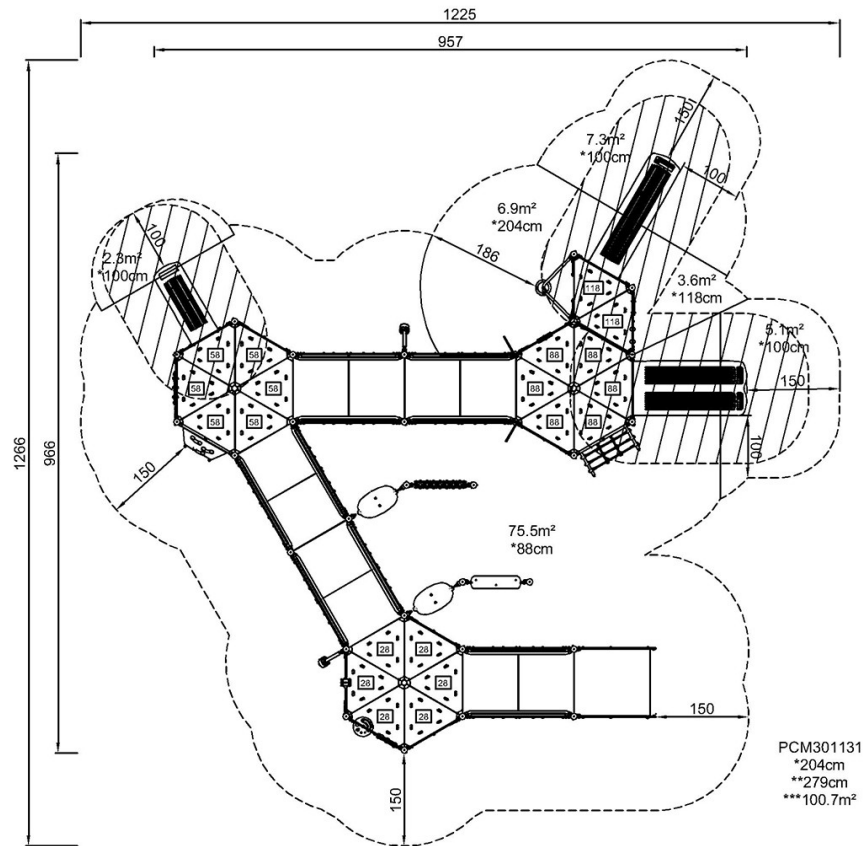 1225
957
150
7.3m²
*100cm
100
6.9m²
*204cm
100
2.3m²
*100cm
186
3.6m²
*118cm
118
118
5.1m²
*100cm
58
58
88
88
58
58
88
88
150
58
58
88
88
1266
966
150
100
75.5m²
*88cm
28
28
28
28
28
28
150
150
PCM301131
*204cm
**279cm
***100.7m²